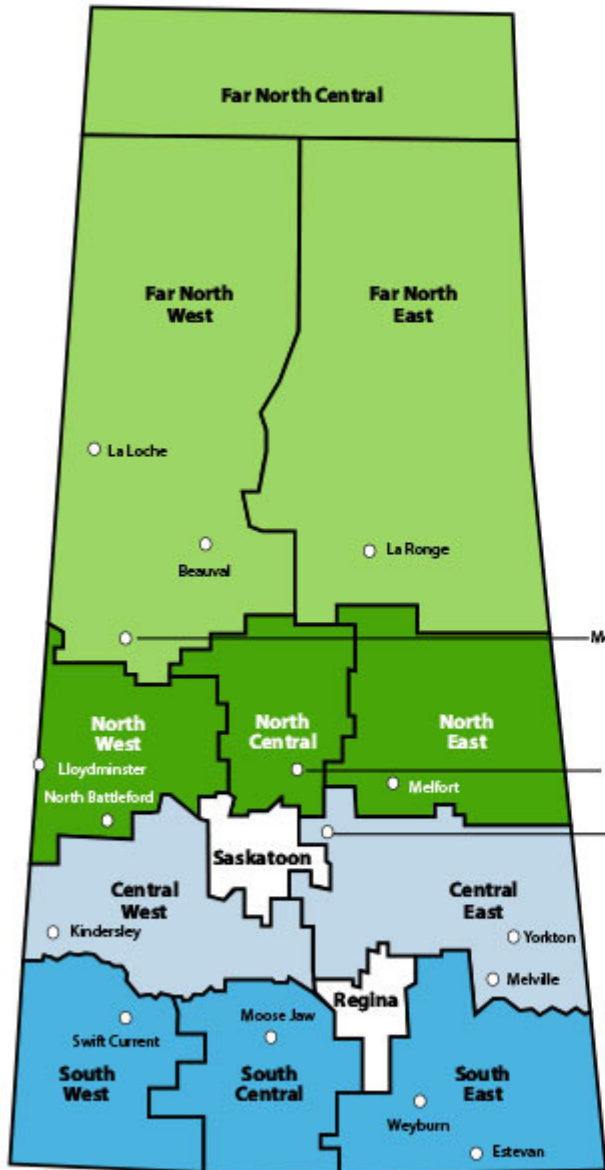 Far North Central
Far North
West
Far North
East
La Loche
Beauval
La Ronge
North
West
North
Central
North
East
Lloydminster
North Battleford
Melfort
Saskatoon
Central
West
Central
East
Kindersley
Yorkton
Melville
Regina
Moose Jaw
Swift Current
South
West
South
Central
South
East
Weyburn
Estevan